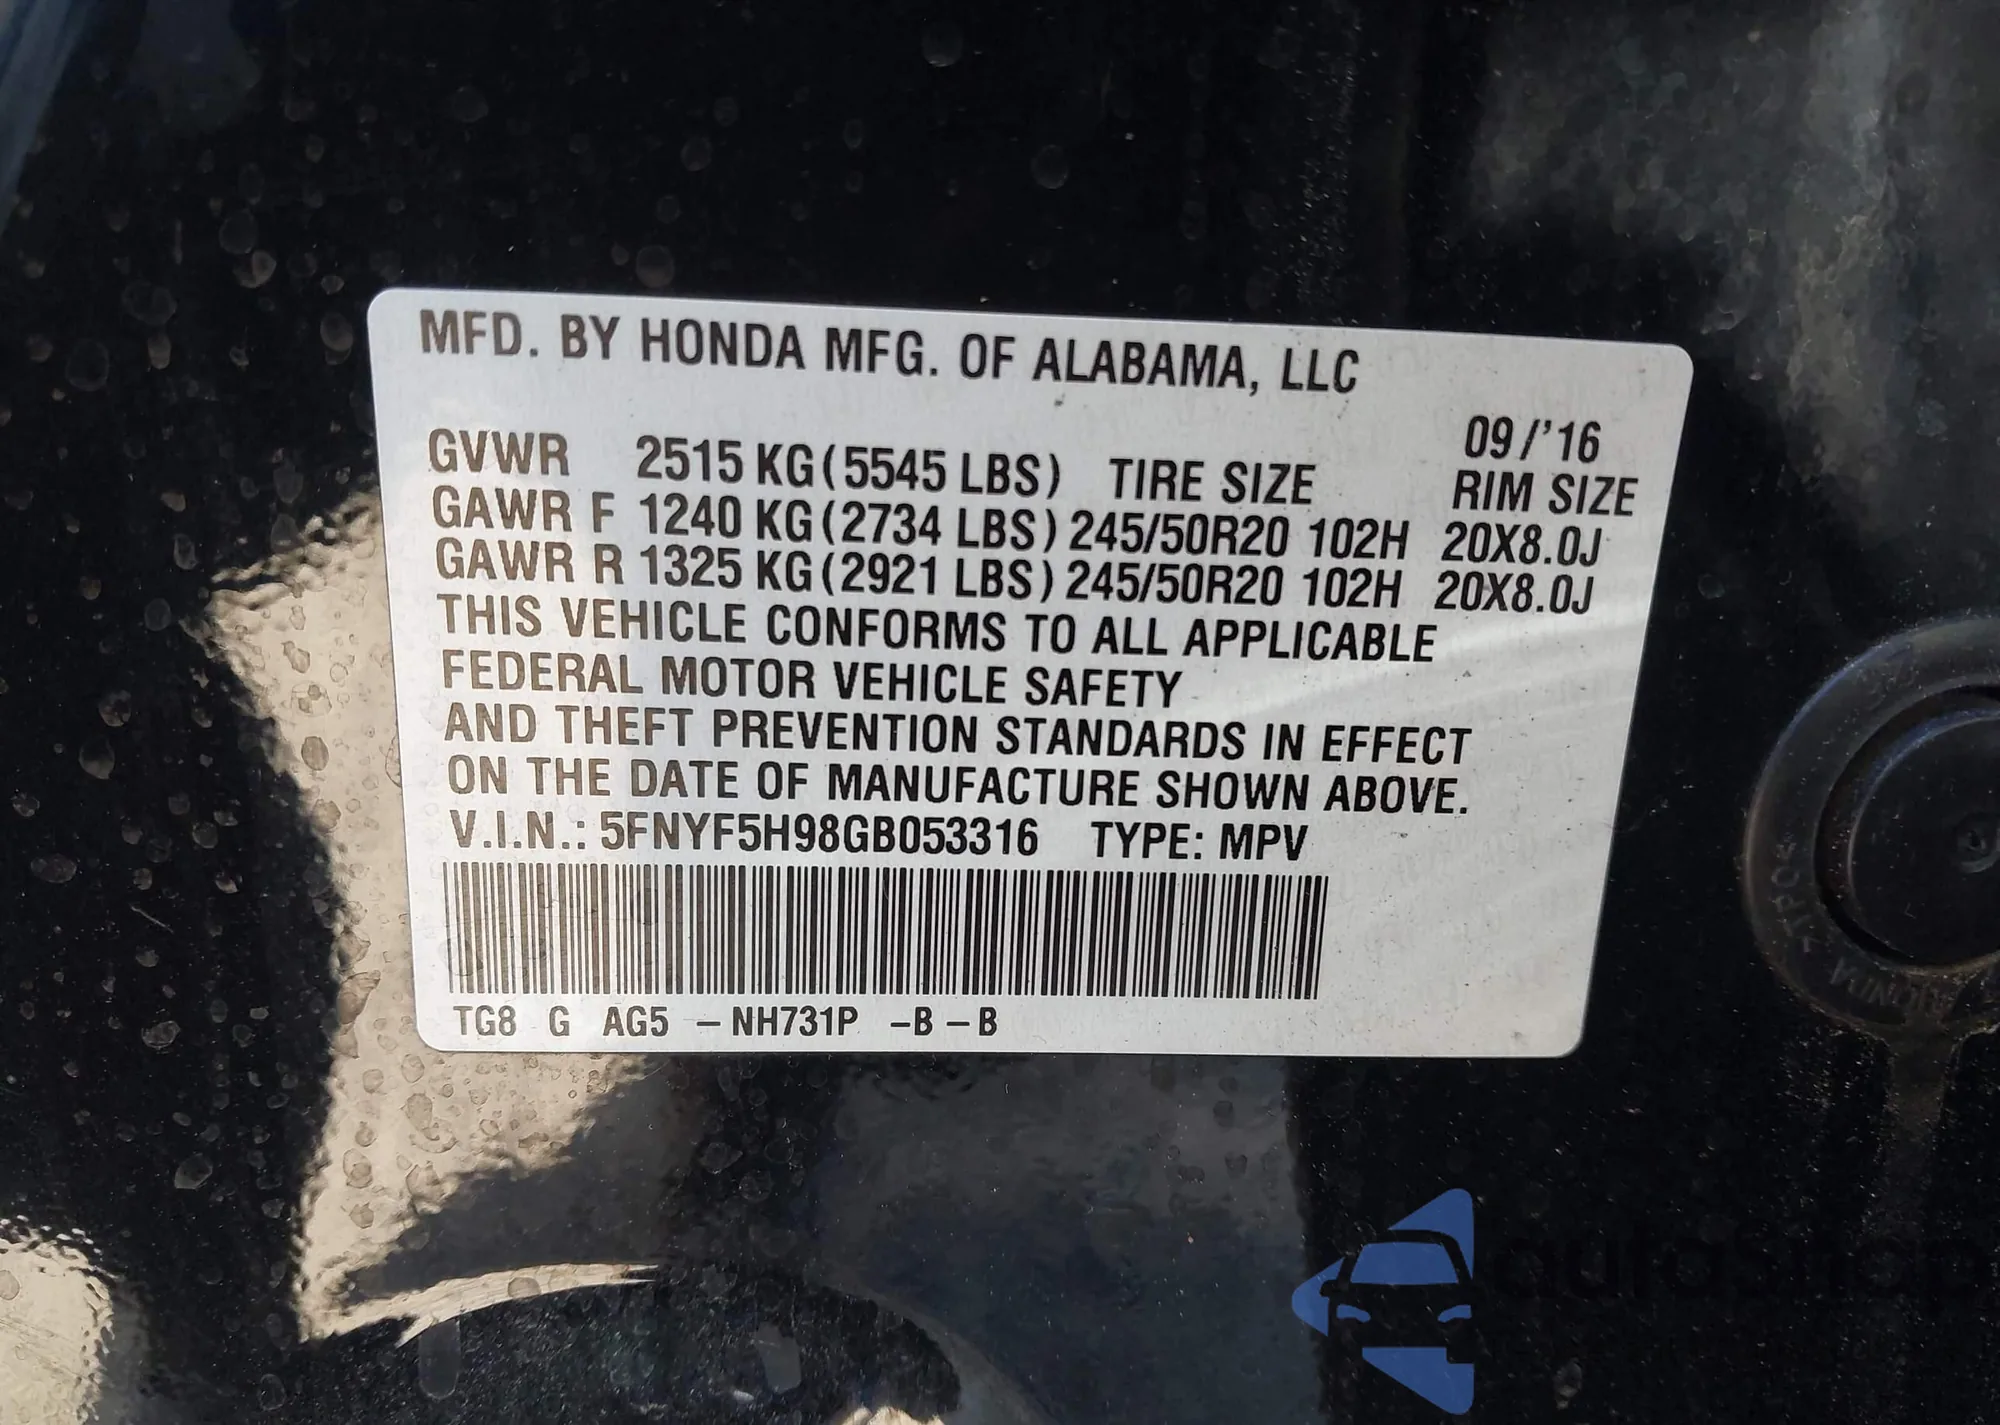 MFD. BY HONDA MFG. OF ALABAMA, LLC
09/'16
GVWR 2515 KG (5545 LBS) TIRE SIZE RIM SIZE
GAWR F 1240 KG (2734 LBS) 245/50R20 102H 20X8.0J
GAWR R 1325 KG (2921 LBS) 245/50R20 102H 20X8.0J
THIS VEHICLE CONFORMS TO ALL APPLICABLE
FEDERAL MOTOR VEHICLE SAFETY
AND THEFT PREVENTION STANDARDS IN EFFECT
ON THE DATE OF MANUFACTURE SHOWN ABOVE.
V.I.N.: 5FNYF5H98GB053316 TYPE: MPV
TG8 G AG5 – NH731P –B – B